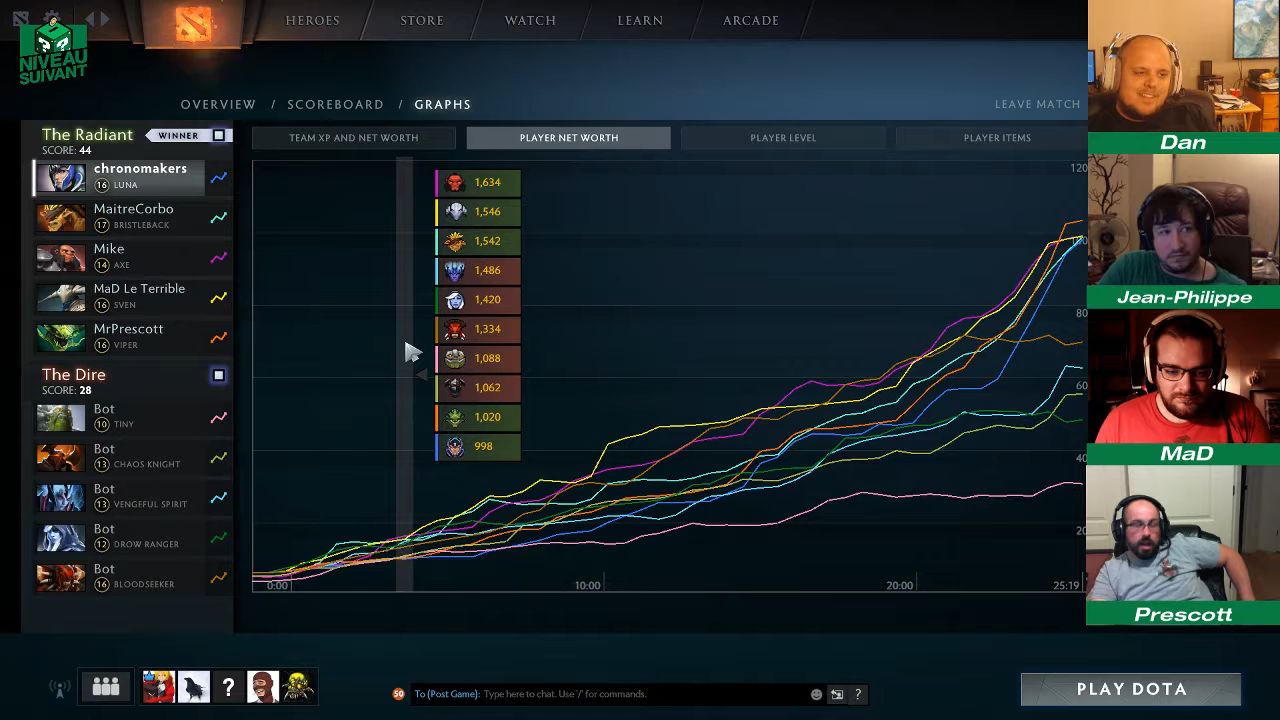 HEROES
STORE
WATCH
LEARN
ARCADE
NIVEAU
SUIVANT
OVERVIEW / SCOREBOARD / GRAPHS
LEAVE MATCH
The Radiant
WINNER
SCORE: 44
TEAM XP AND NET WORTH
PLAYER NET WORTH
PLAYER LEVEL
PLAYER ITEMS
chronomakers
16 LUNA
MaitreCorbo
17 BRISTLEBACK
Mike
14 AXE
MaD Le Terrible
16 SVEN
MrPrescott
16 VIPER
The Dire
SCORE: 28
Bot
10 TINY
Bot
13 CHAOS KNIGHT
Bot
13 VENGEFUL SPIRIT
Bot
12 DROW RANGER
Bot
16 BLOODSEEKER
1,634
1,546
1,542
1,486
1,420
1,334
1,088
1,062
1,020
998
0:00
10:00
20:00
25:19
Dan
Jean-Philippe
MaD
Prescott
?
50
To (Post Game): Type here to chat. Use '/' for commands.
?
PLAY DOTA